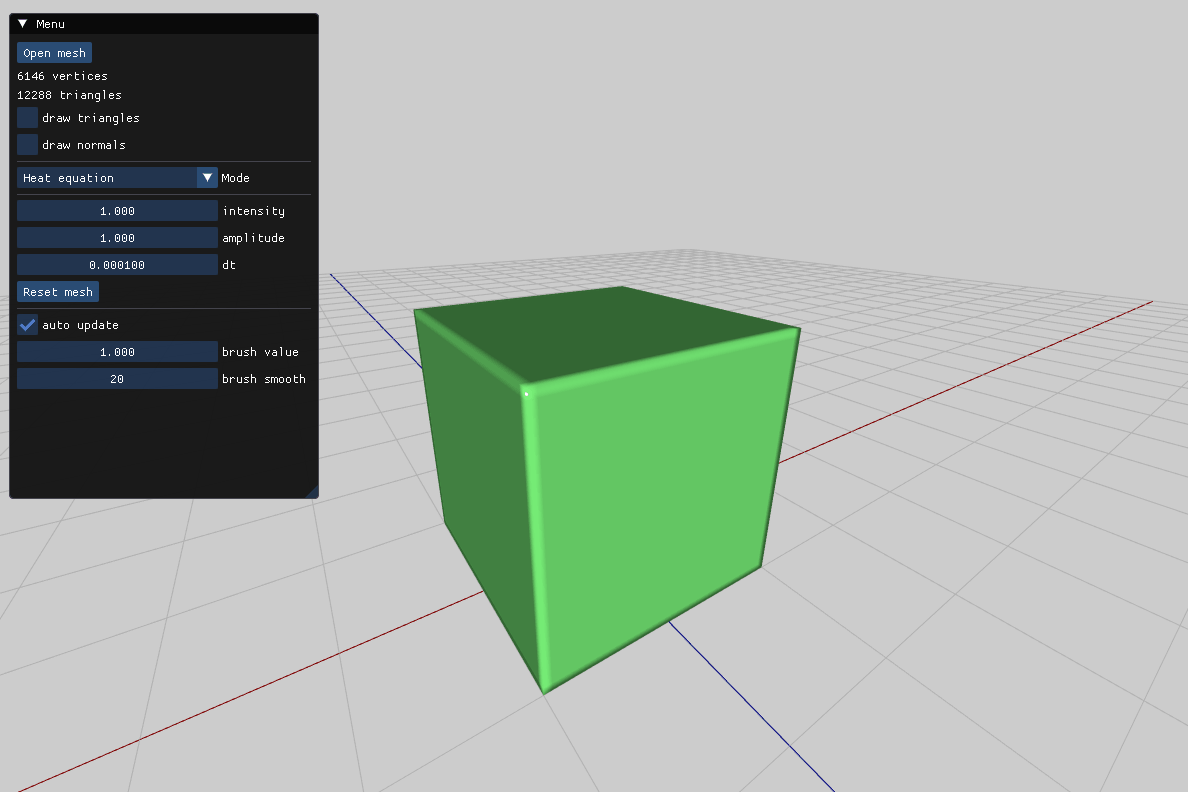 Menu
Open mesh
6146 vertices
12288 triangles
draw triangles
draw normals
Heat equation Mode
1.000 intensity
1.000 amplitude
0.000100 dt
Reset mesh
auto update
1.000 brush value
20 brush smooth